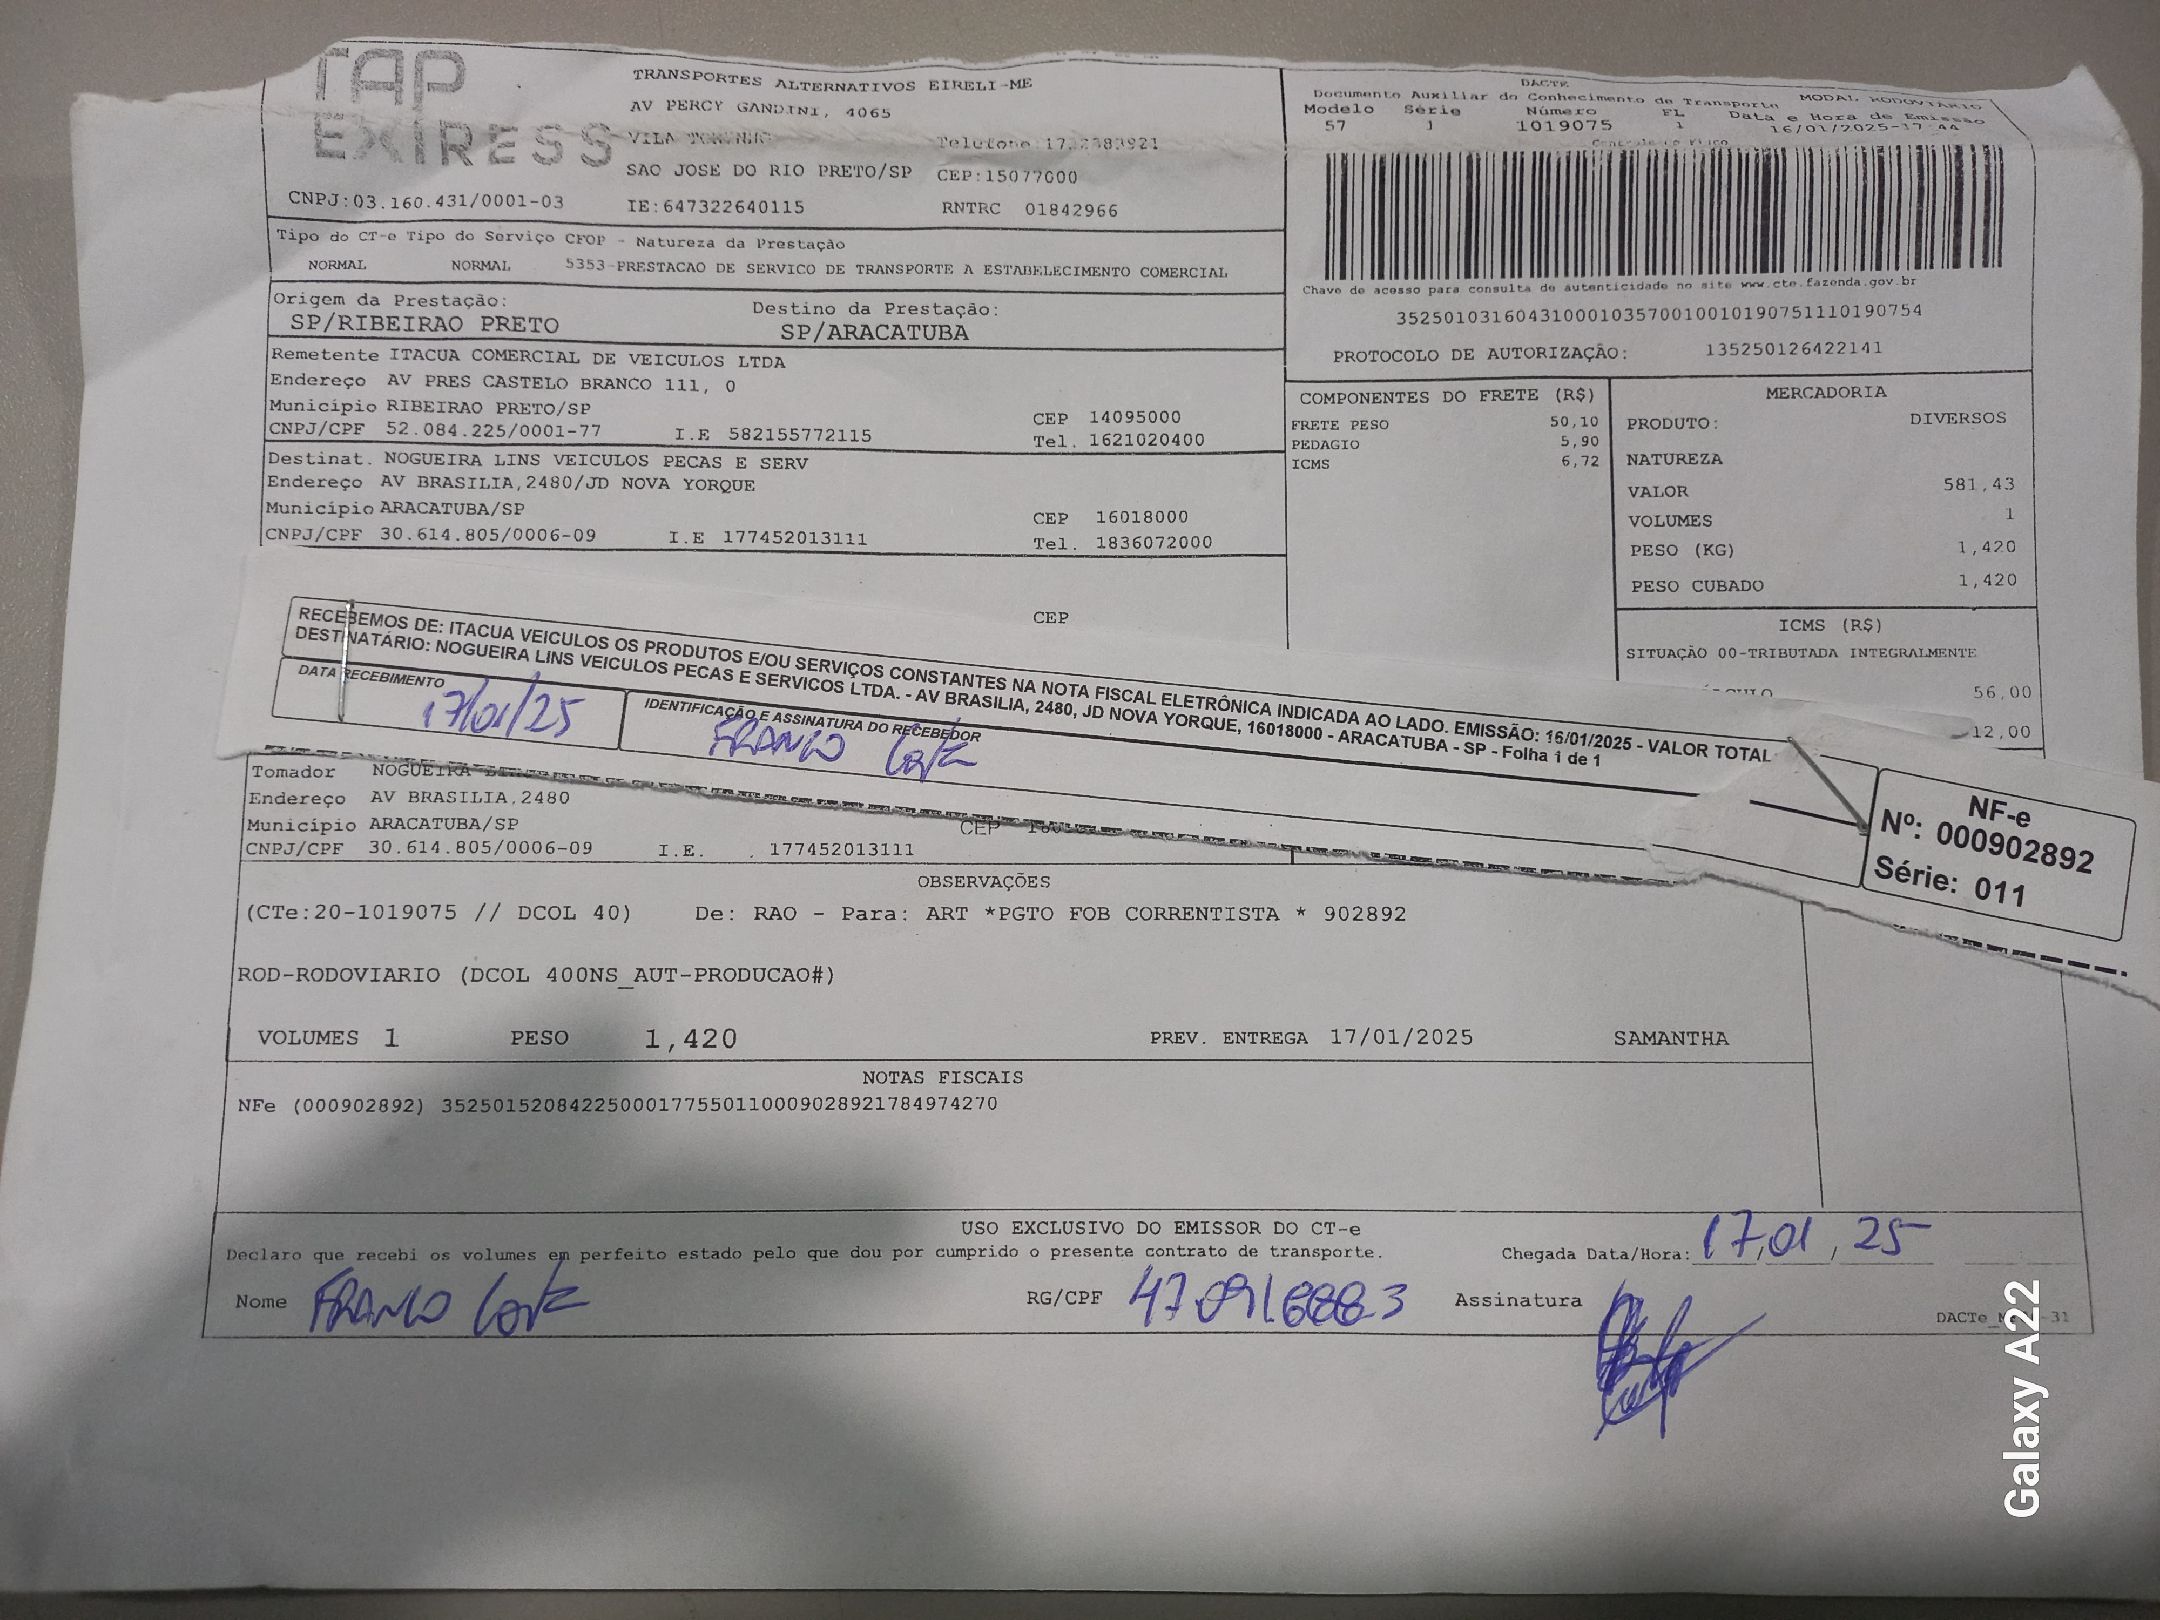 TAP
EXPRESS
TRANSPORTES ALTERNATIVOS EIRELI-ME
AV PERCY GANDINI, 4065
VILA
SAO JOSE DO RIO PRETO/SP CEP:15077000
CNPJ:03.160.431/0001-03 IE:647322640115 RNTRC 01842966
DACTE
Documento Auxiliar do Conhecimento de Transporte MODAL RODOVIARIO
Modelo Série Número FL Data e Hora de Emissão
57 1 1019075 1 16/01/2025-17:44
Tipo do CT-e Tipo do Serviço CFOP - Natureza da Prestação
NORMAL NORMAL 5353-PRESTACAO DE SERVICO DE TRANSPORTE A ESTABELECIMENTO COMERCIAL
Chave de acesso para consulta de autenticidade no site www.cte.fazenda.gov.br
35250103160431000103570010010190751110190754
PROTOCOLO DE AUTORIZAÇÃO: 135250126422141
Origem da Prestação: Destino da Prestação:
SP/RIBEIRAO PRETO SP/ARACATUBA
Remetente ITACUA COMERCIAL DE VEICULOS LTDA
Endereço AV PRES CASTELO BRANCO 111, 0
Município RIBEIRAO PRETO/SP CEP 14095000
CNPJ/CPF 52.084.225/0001-77 I.E 582155772115 Tel. 1621020400
Destinat. NOGUEIRA LINS VEICULOS PECAS E SERV
Endereço AV BRASILIA,2480/JD NOVA YORQUE
Município ARACATUBA/SP CEP 16018000
CNPJ/CPF 30.614.805/0006-09 I.E 177452013111 Tel. 1836072000
CEP
COMPONENTES DO FRETE (R$)
FRETE PESO 50,10
PEDAGIO 5,90
ICMS 6,72
MERCADORIA
PRODUTO: DIVERSOS
NATUREZA
VALOR 581,43
VOLUMES 1
PESO (KG) 1,420
PESO CUBADO 1,420
ICMS (R$)
SITUAÇÃO 00-TRIBUTADA INTEGRALMENTE
56,00
12,00
RECEBEMOS DE: ITACUA VEICULOS OS PRODUTOS E/OU SERVIÇOS CONSTANTES NA NOTA FISCAL ELETRÔNICA INDICADA AO LADO. EMISSÃO: 16/01/2025 - VALOR TOTAL
DESTINATÁRIO: NOGUEIRA LINS VEICULOS PECAS E SERVICOS LTDA. - AV BRASILIA, 2480, JD NOVA YORQUE, 16018000 - ARACATUBA - SP - Folha 1 de 1
DATA RECEBIMENTO IDENTIFICAÇÃO E ASSINATURA DO RECEBEDOR
17/01/25 FRANCO
NF-e
Nº: 000902892
Série: 011
Tomador NOGUEIRA
Endereço AV BRASILIA,2480
Município ARACATUBA/SP CEP
CNPJ/CPF 30.614.805/0006-09 I.E. 177452013111
OBSERVAÇÕES
(CTe:20-1019075 // DCOL 40) De: RAO - Para: ART *PGTO FOB CORRENTISTA * 902892
ROD-RODOVIARIO (DCOL 400NS_AUT-PRODUCAO#)
VOLUMES 1 PESO 1,420 PREV. ENTREGA 17/01/2025 SAMANTHA
NOTAS FISCAIS
NFe (000902892) 35250152084225000177550110009028921784974270
USO EXCLUSIVO DO EMISSOR DO CT-e
Declaro que recebi os volumes em perfeito estado pelo que dou por cumprido o presente contrato de transporte. Chegada Data/Hora: 17/01/25
Nome FRANCO RG/CPF Assinatura
Galaxy A22